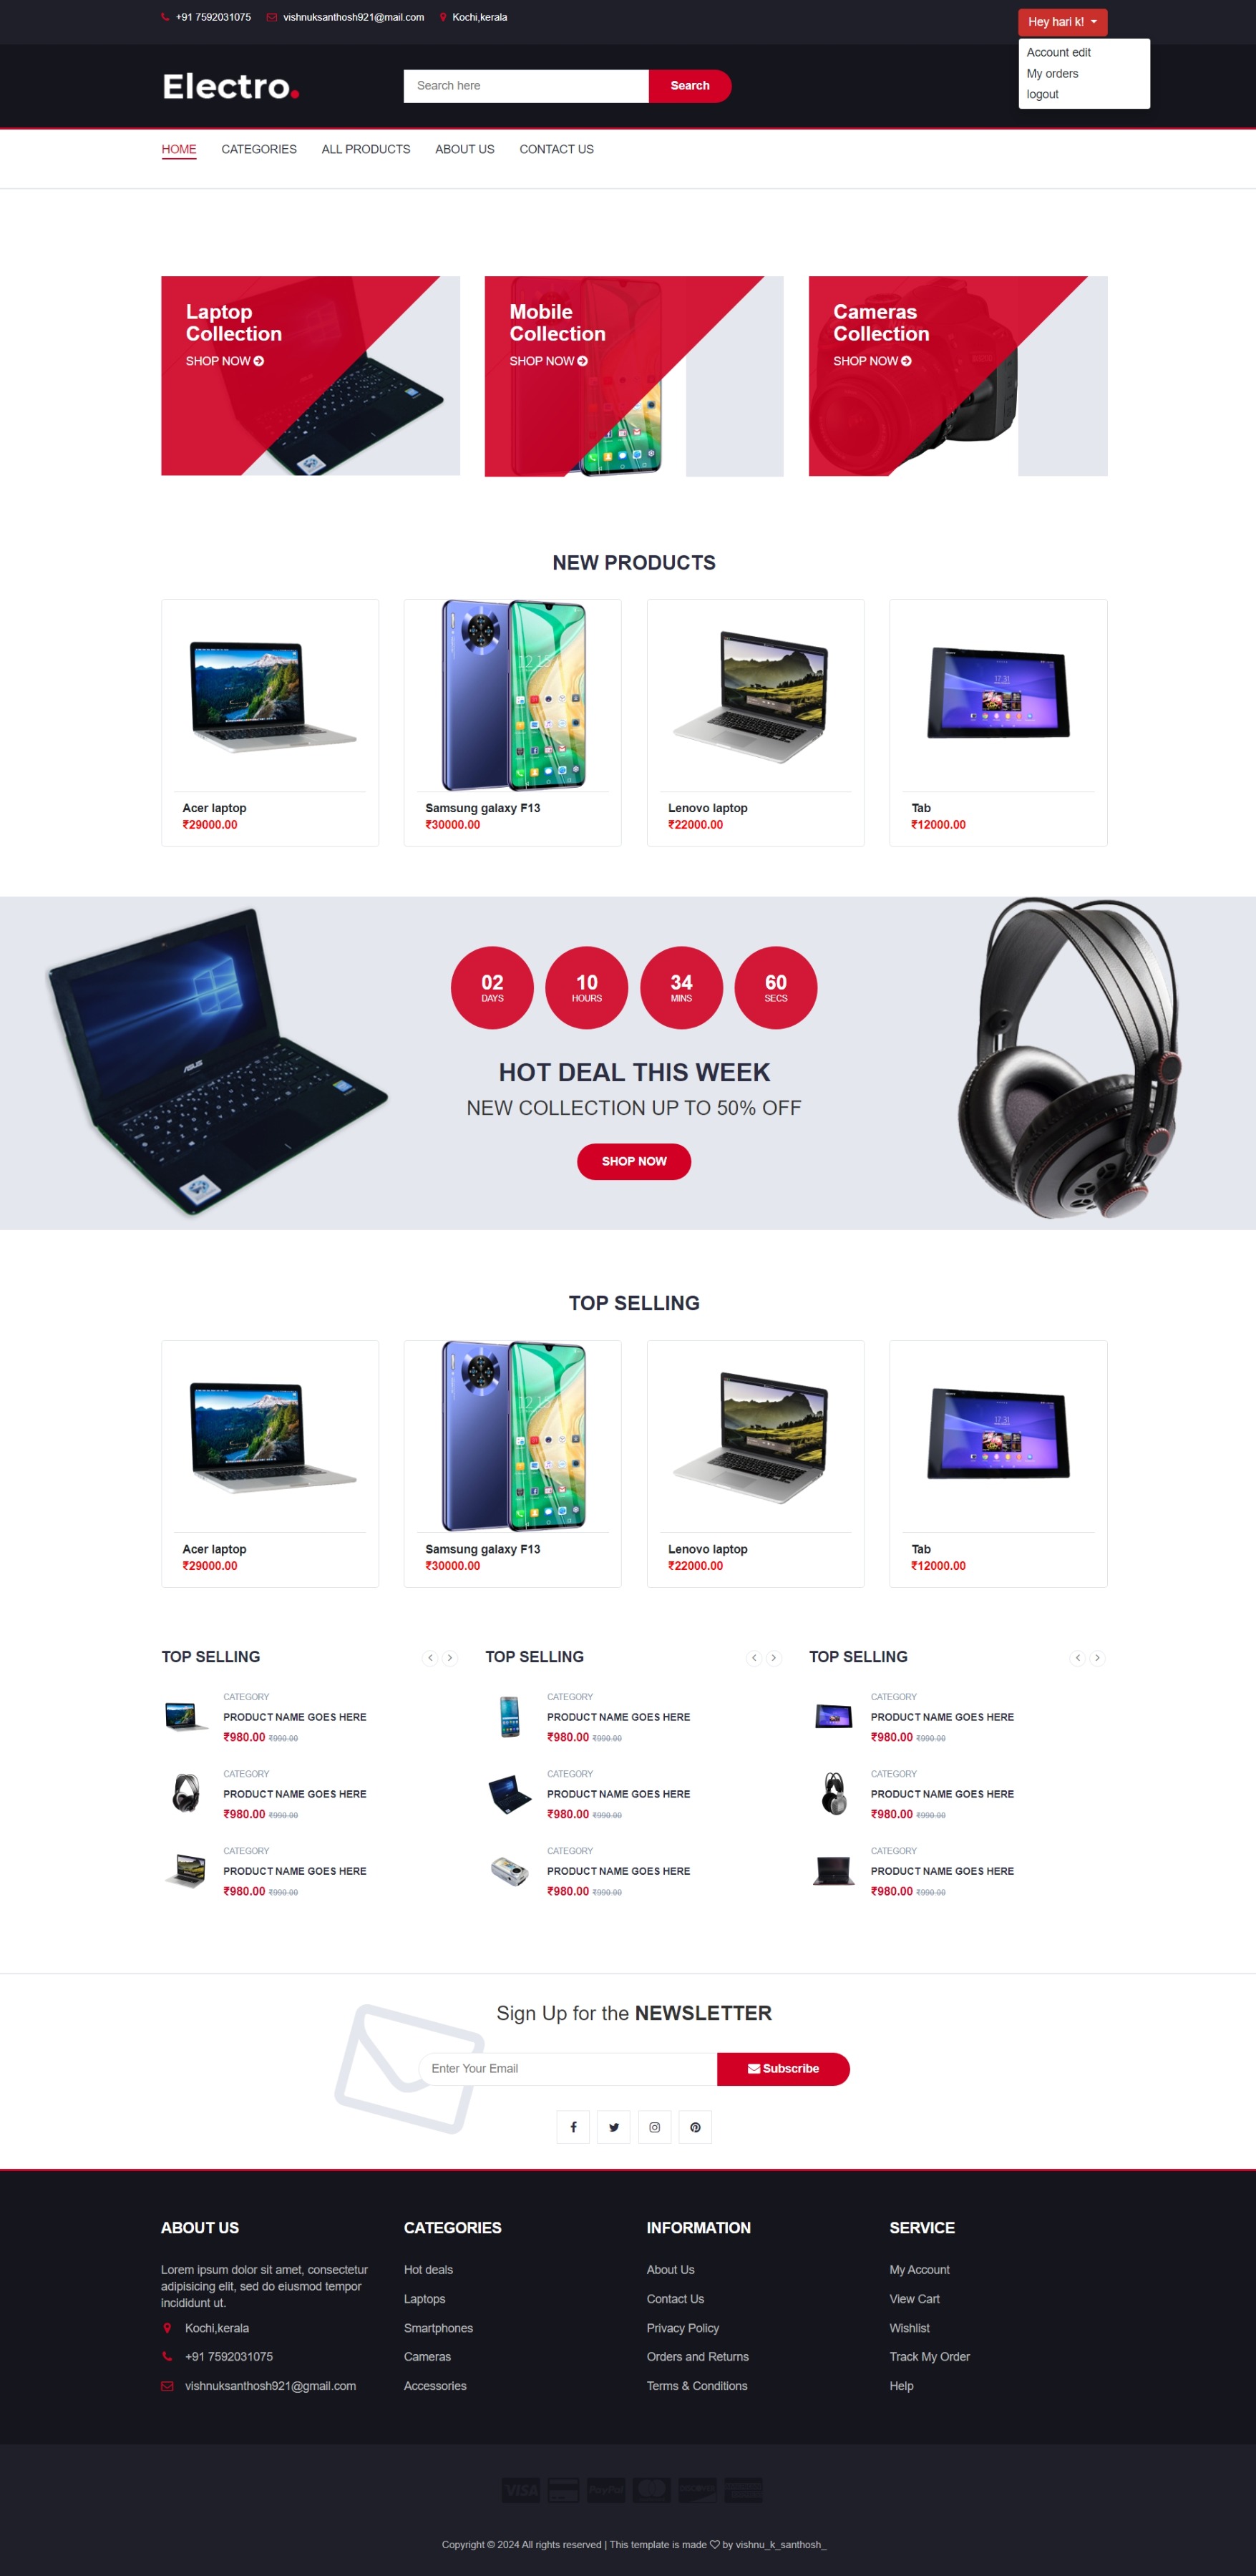 +91 7592031075 vishnuksanthosh921@mail.com Kochi,kerala
Hey hari k!
Account edit
My orders
logout
Electro.
Search here
Search
HOME CATEGORIES ALL PRODUCTS ABOUT US CONTACT US
Laptop
Collection
SHOP NOW
Mobile
Collection
SHOP NOW
Cameras
Collection
SHOP NOW
NEW PRODUCTS
12:15
17:31
Acer laptop
₹29000.00
Samsung galaxy F13
₹30000.00
Lenovo laptop
₹22000.00
Tab
₹12000.00
ASUS
02
DAYS
10
HOURS
34
MINS
60
SECS
HOT DEAL THIS WEEK
NEW COLLECTION UP TO 50% OFF
SHOP NOW
TOP SELLING
12:15
17:31
Acer laptop
₹29000.00
Samsung galaxy F13
₹30000.00
Lenovo laptop
₹22000.00
Tab
₹12000.00
TOP SELLING
CATEGORY
PRODUCT NAME GOES HERE
₹980.00 ₹990.00
CATEGORY
PRODUCT NAME GOES HERE
₹980.00 ₹990.00
CATEGORY
PRODUCT NAME GOES HERE
₹980.00 ₹990.00
TOP SELLING
CATEGORY
PRODUCT NAME GOES HERE
₹980.00 ₹990.00
CATEGORY
PRODUCT NAME GOES HERE
₹980.00 ₹990.00
CATEGORY
PRODUCT NAME GOES HERE
₹980.00 ₹990.00
TOP SELLING
CATEGORY
PRODUCT NAME GOES HERE
₹980.00 ₹990.00
CATEGORY
PRODUCT NAME GOES HERE
₹980.00 ₹990.00
CATEGORY
PRODUCT NAME GOES HERE
₹980.00 ₹990.00
Sign Up for the NEWSLETTER
Enter Your Email
Subscribe
ABOUT US
Lorem ipsum dolor sit amet, consectetur
adipisicing elit, sed do eiusmod tempor
incididunt ut.
Kochi,kerala
+91 7592031075
vishnuksanthosh921@gmail.com
CATEGORIES
Hot deals
Laptops
Smartphones
Cameras
Accessories
INFORMATION
About Us
Contact Us
Privacy Policy
Orders and Returns
Terms & Conditions
SERVICE
My Account
View Cart
Wishlist
Track My Order
Help
VISA PayPal DISCOVER
Copyright © 2024 All rights reserved | This template is made by vishnu_k_santhosh_